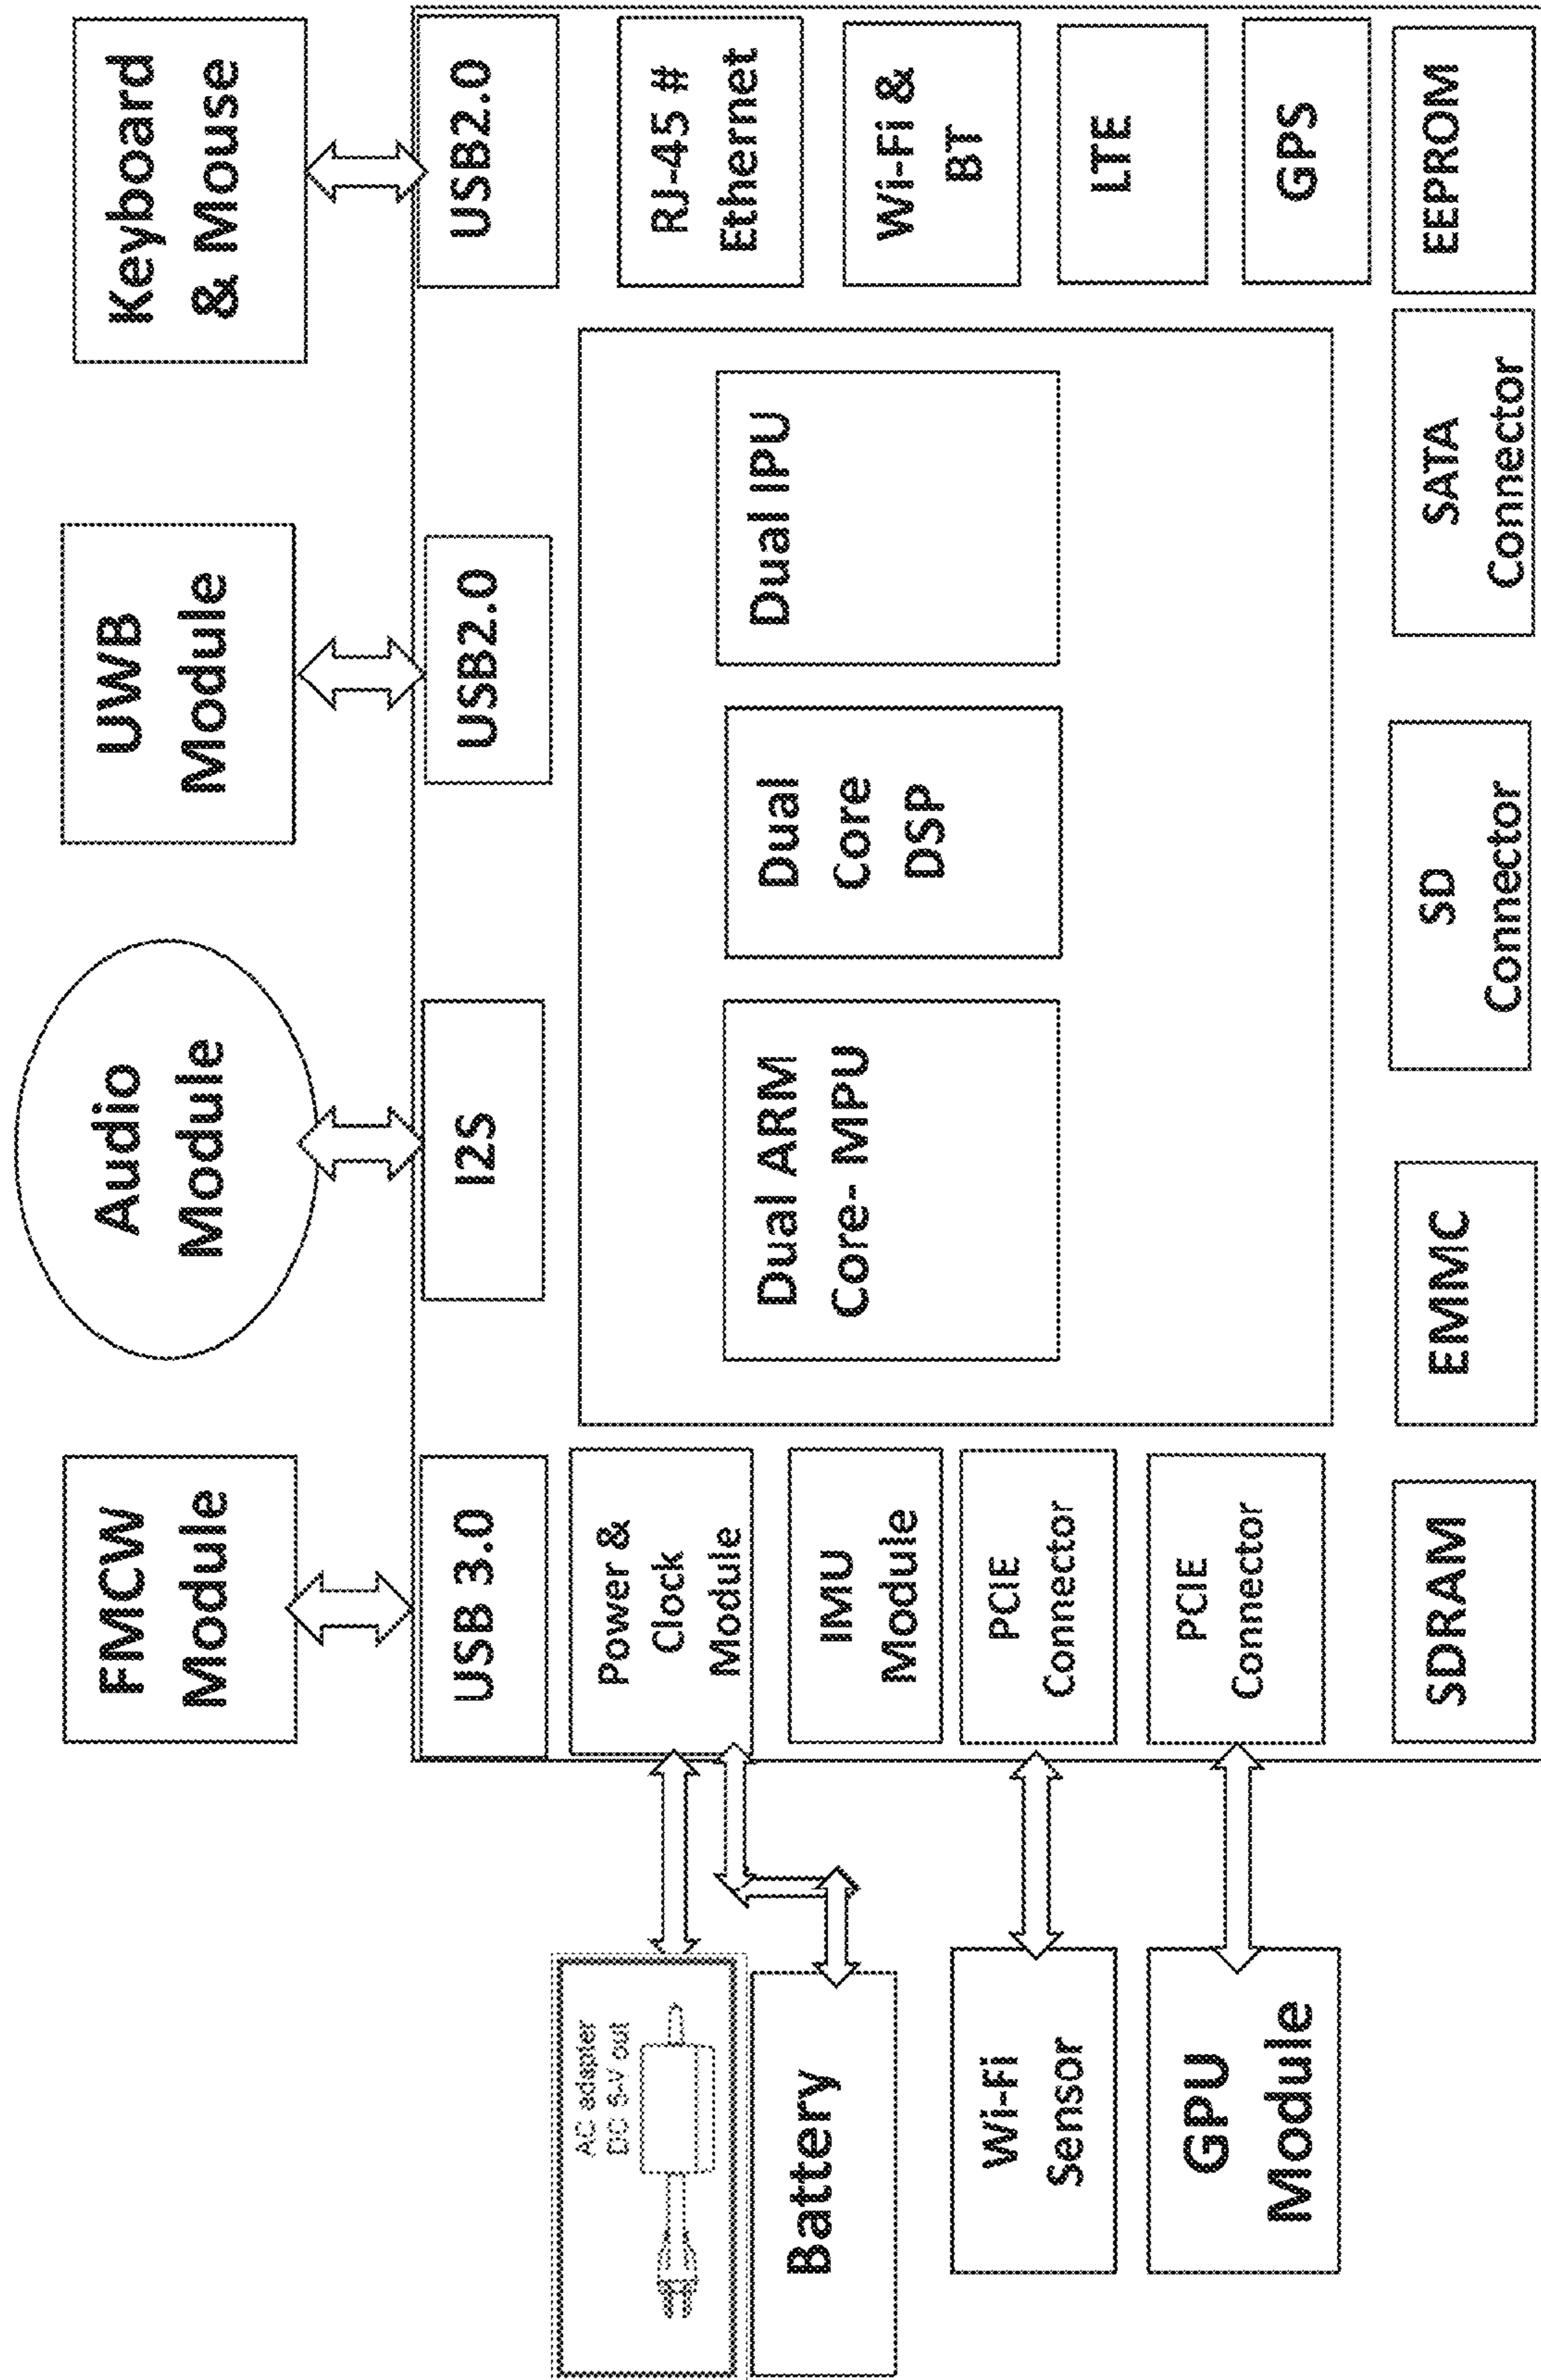 FMCW
Module
Audio
Module
UWB
Module
Keyboard
& Mouse
USB 3.0
I2S
USB2.0
USB2.0
AC adapter
DC 5-V out
Battery
Wi-Fi
Sensor
GPU
Module
Power &
Clock
Module
IMU
Module
PCIE
Connector
PCIE
Connector
Dual ARM
Core- MPU
Dual
Core
DSP
Dual IPU
RJ-45 #
Ethernet
Wi-Fi &
BT
LTE
GPS
SDRAM
EMMC
SD
Connector
SATA
Connector
EEPROM